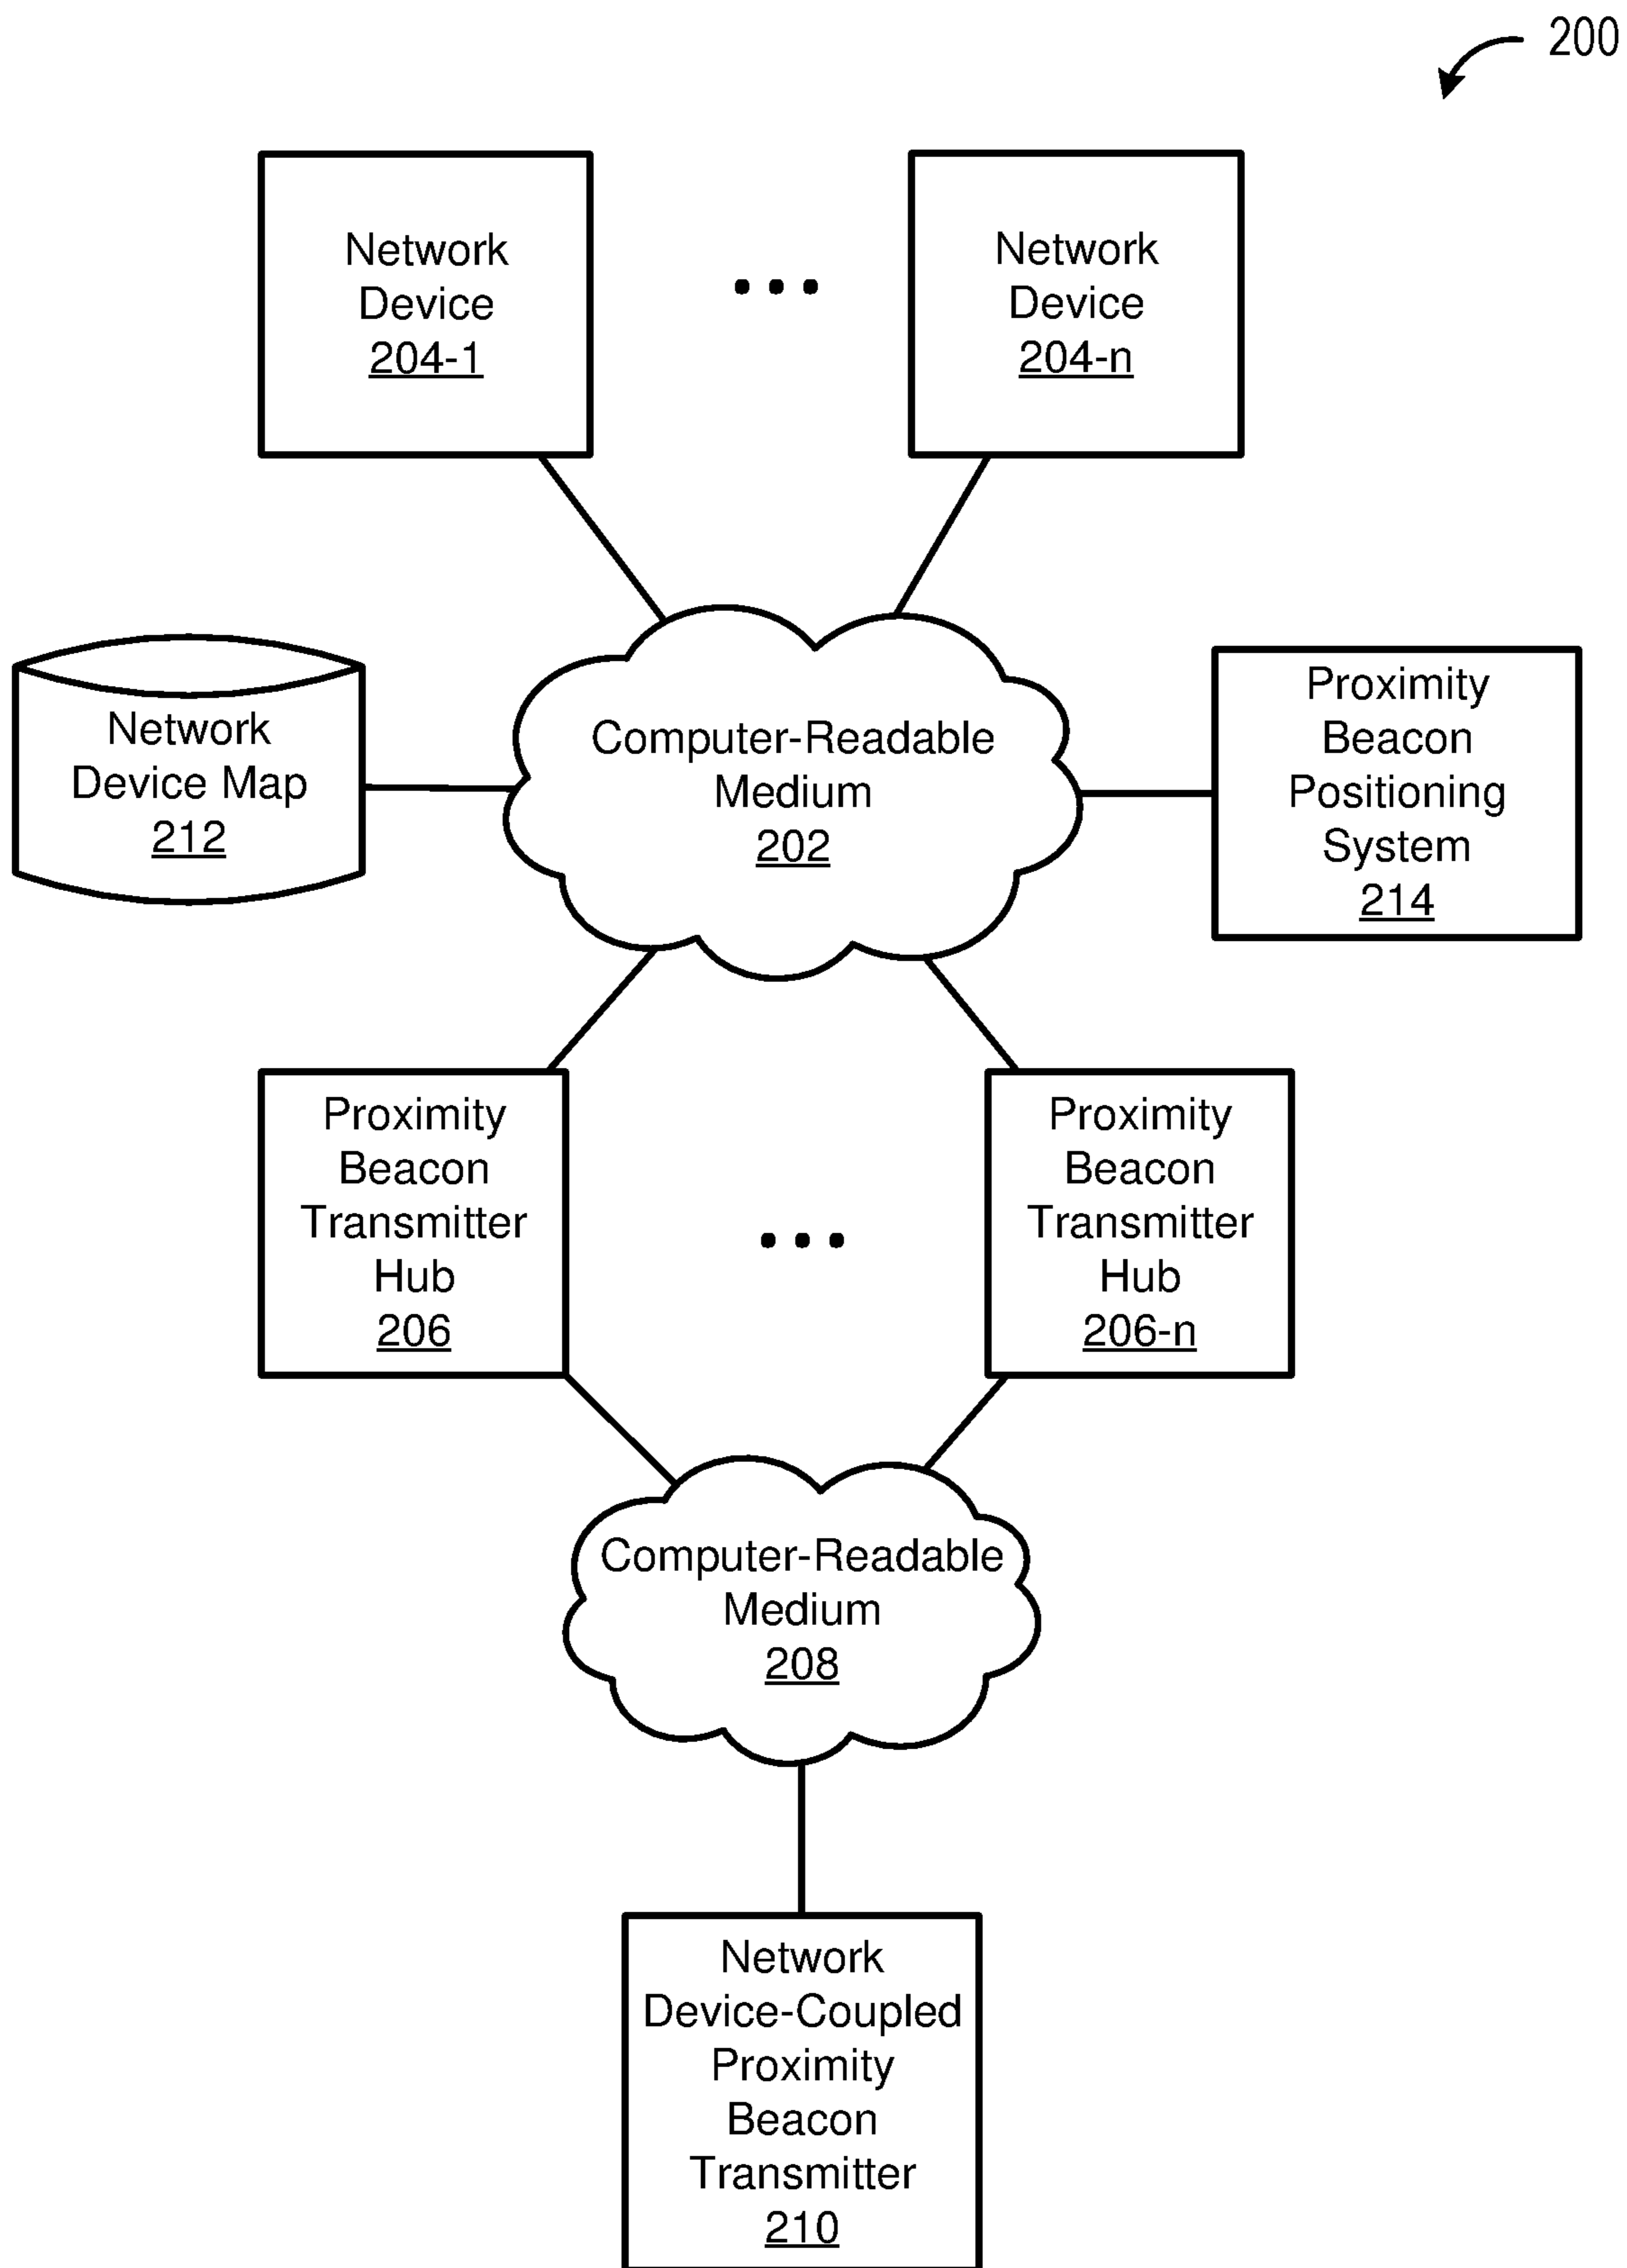 200
Network
Device
204-1
...
Network
Device
204-n
Network
Device Map
212
Computer-Readable
Medium
202
Proximity
Beacon
Positioning
System
214
Proximity
Beacon
Transmitter
Hub
206
...
Proximity
Beacon
Transmitter
Hub
206-n
Computer-Readable
Medium
208
Network
Device-Coupled
Proximity
Beacon
Transmitter
210